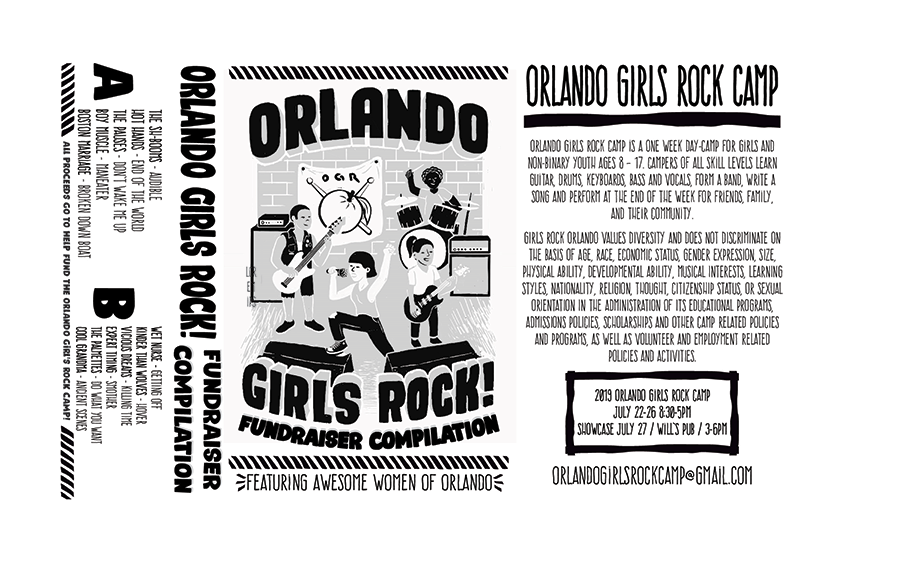 A
THE SH-BOOMS - AUDIBLE
HOT HANDS - END OF THE WORLD
THE PAUSES - DON'T WAKE ME UP
BOY MUSCLE - MANEATER
BOSTON MARRIAGE - BROKEN DOWN BOAT
B
WET NURSE - GETTING OFF
KINDER THAN WOLVES - HOVER
VICIOUS DREAMS - KILLING TIME
EXPERT TIMING - SMOTHER
THE PALMETTES - DO WHAT YOU WANT
COOL GRANDMA - ANCIENT SCENES
ALL PROCEEDS GO TO HELP FUND THE ORLANDO GIRL'S ROCK CAMP!
ORLANDO GIRLS ROCK!
FUNDRAISER
COMPILATION
ORLANDO
OGR
GIRLS ROCK!
FUNDRAISER COMPILATION
FEATURING AWESOME WOMEN OF ORLANDO
ORLANDO GIRLS ROCK CAMP
ORLANDO GIRLS ROCK CAMP IS A ONE WEEK DAY-CAMP FOR GIRLS AND
NON-BINARY YOUTH AGES 8 - 17. CAMPERS OF ALL SKILL LEVELS LEARN
GUITAR, DRUMS, KEYBOARDS, BASS AND VOCALS, FORM A BAND, WRITE A
SONG AND PERFORM AT THE END OF THE WEEK FOR FRIENDS, FAMILY,
AND THEIR COMMUNITY.
GIRLS ROCK ORLANDO VALUES DIVERSITY AND DOES NOT DISCRIMINATE ON
THE BASIS OF AGE, RACE, ECONOMIC STATUS, GENDER EXPRESSION, SIZE,
PHYSICAL ABILITY, DEVELOPMENTAL ABILITY, MUSICAL INTERESTS, LEARNING
STYLES, NATIONALITY, RELIGION, THOUGHT, CITIZENSHIP STATUS, OR SEXUAL
ORIENTATION IN THE ADMINISTRATION OF ITS EDUCATIONAL PROGRAMS,
ADMISSIONS POLICIES, SCHOLARSHIPS AND OTHER CAMP RELATED POLICIES
AND PROGRAMS, AS WELL AS VOLUNTEER AND EMPLOYMENT RELATED
POLICIES AND ACTIVITIES.
2019 ORLANDO GIRLS ROCK CAMP
JULY 22-26 8:30-5PM
SHOWCASE JULY 27 / WILL'S PUB / 3-6PM
ORLANDOGIRLSROCKCAMP@GMAIL.COM